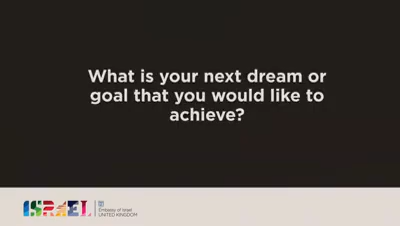 What is your next dream or
goal that you would like to
achieve?
ISRAEL
Embassy of Israel
UNITED KINGDOM